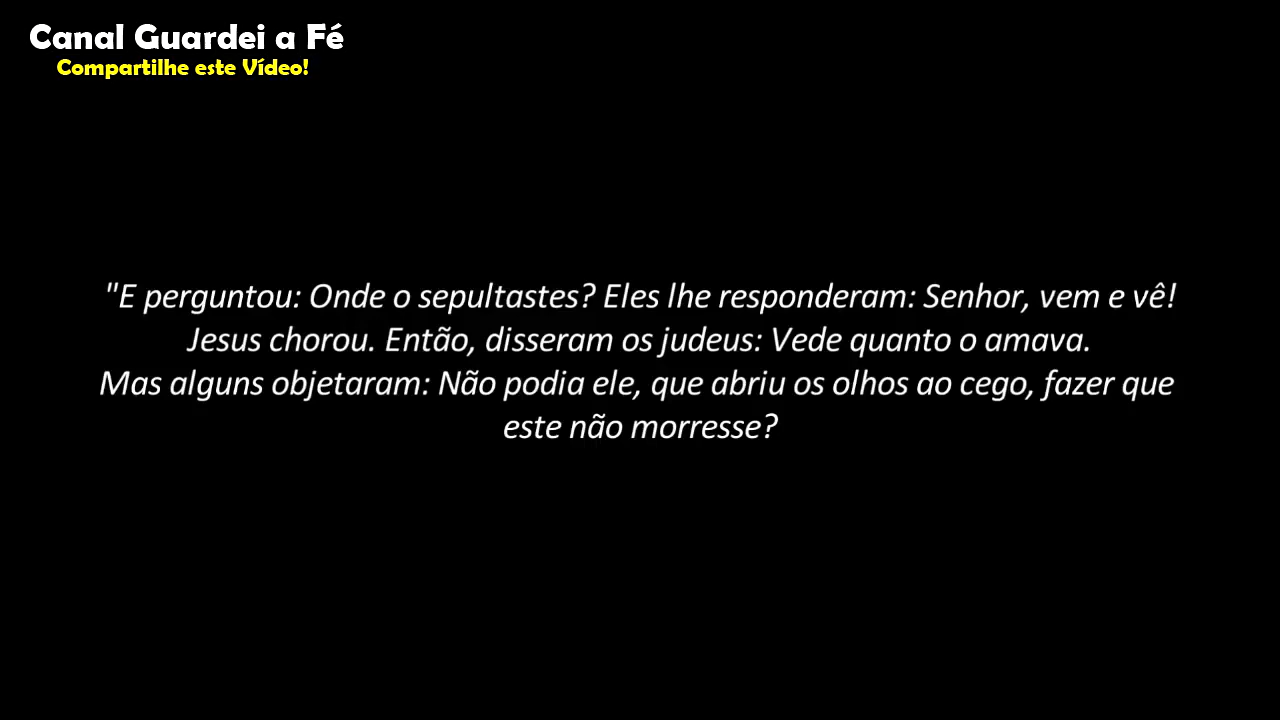 Canal Guardei a Fé
Compartilhe este Vídeo!
"E perguntou: Onde o sepultastes? Eles lhe responderam: Senhor, vem e vê!
Jesus chorou. Então, disseram os judeus: Vede quanto o amava.
Mas alguns objetaram: Não podia ele, que abriu os olhos ao cego, fazer que
este não morresse?